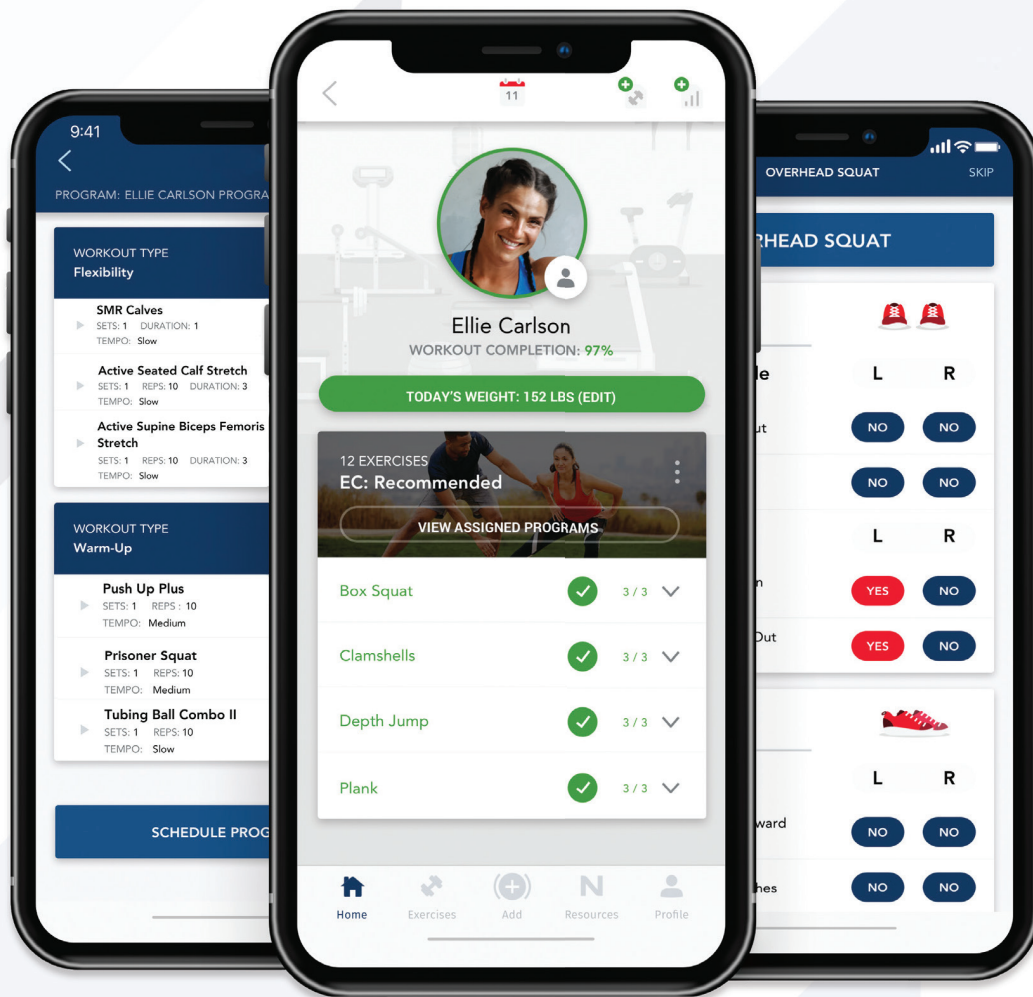 9:41
PROGRAM: ELLIE CARLSON PROGRA
WORKOUT TYPE
Flexibility
SMR Calves
SETS: 1 DURATION: 1
TEMPO: Slow
Active Seated Calf Stretch
SETS: 1 REPS: 10 DURATION: 3
TEMPO: Slow
Active Supine Biceps Femoris
Stretch
SETS: 1 REPS: 10 DURATION: 3
TEMPO: Slow
WORKOUT TYPE
Warm-Up
Push Up Plus
SETS: 1 REPS : 10
TEMPO: Medium
Prisoner Squat
SETS: 1 REPS: 10
TEMPO: Medium
Tubing Ball Combo II
SETS: 1 REPS: 10
TEMPO: Slow
SCHEDULE PROG
11
Ellie Carlson
WORKOUT COMPLETION: 97%
TODAY'S WEIGHT: 152 LBS (EDIT)
12 EXERCISES
EC: Recommended
VIEW ASSIGNED PROGRAMS
Box Squat 3 / 3
Clamshells 3 / 3
Depth Jump 3 / 3
Plank 3 / 3
N
Home Exercises Add Resources Profile
OVERHEAD SQUAT SKIP
RHEAD SQUAT
le L R
ut NO NO
NO NO
L R
n YES NO
Out YES NO
L R
ward NO NO
hes NO NO